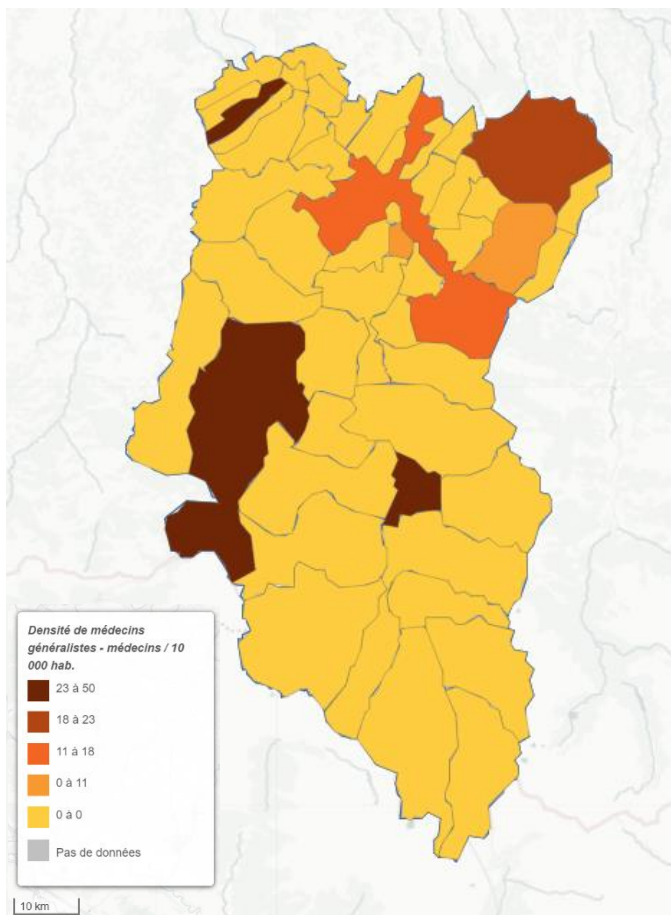 Densité de médecins
généralistes - médecins / 10
000 hab.
23 à 50
18 à 23
11 à 18
0 à 11
0 à 0
Pas de données
10 km